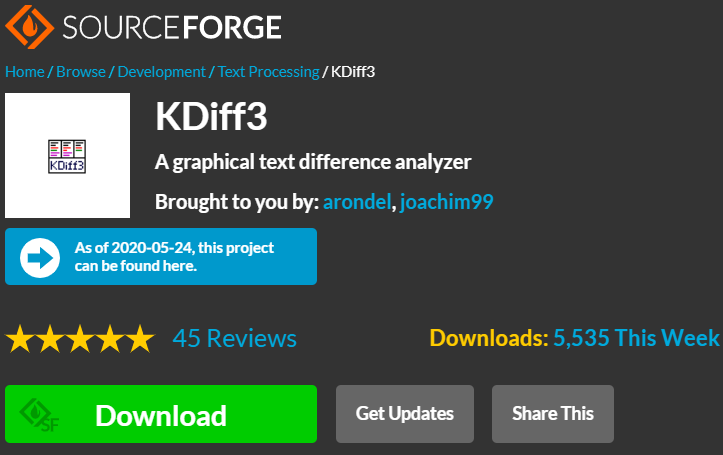 SOURCEFORGE
Home / Browse / Development / Text Processing / KDiff3
KDiff3
KDiff3
A graphical text difference analyzer
Brought to you by: arondel, joachim99
As of 2020-05-24, this project
can be found here.
45 Reviews
Downloads: 5,535 This Week
SF
Download
Get Updates
Share This